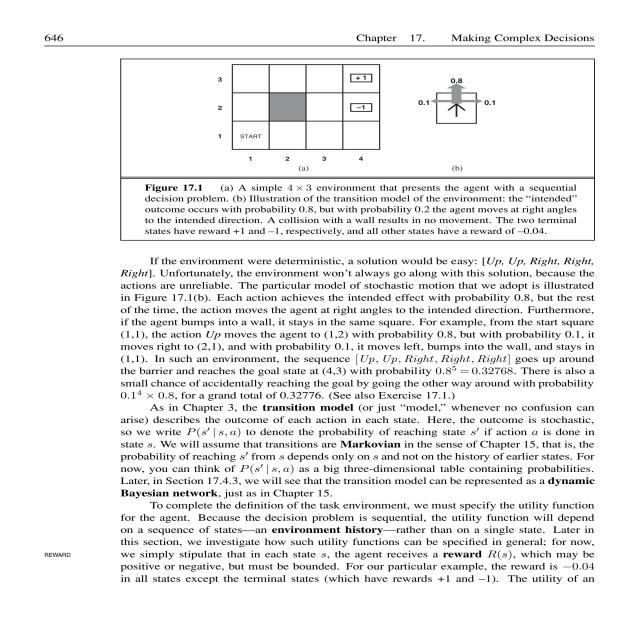 646 Chapter 17. Making Complex Decisions
3 + 1
2 –1
1 START
1 2 3 4
(a)
0.8
0.1 0.1
(b)
Figure 17.1 (a) A simple 4 × 3 environment that presents the agent with a sequential
decision problem. (b) Illustration of the transition model of the environment: the “intended”
outcome occurs with probability 0.8, but with probability 0.2 the agent moves at right angles
to the intended direction. A collision with a wall results in no movement. The two terminal
states have reward +1 and –1, respectively, and all other states have a reward of –0.04.
If the environment were deterministic, a solution would be easy: [Up, Up, Right, Right,
Right]. Unfortunately, the environment won’t always go along with this solution, because the
actions are unreliable. The particular model of stochastic motion that we adopt is illustrated
in Figure 17.1(b). Each action achieves the intended effect with probability 0.8, but the rest
of the time, the action moves the agent at right angles to the intended direction. Furthermore,
if the agent bumps into a wall, it stays in the same square. For example, from the start square
(1,1), the action Up moves the agent to (1,2) with probability 0.8, but with probability 0.1, it
moves right to (2,1), and with probability 0.1, it moves left, bumps into the wall, and stays in
(1,1). In such an environment, the sequence [Up, Up, Right, Right, Right] goes up around
the barrier and reaches the goal state at (4,3) with probability 0.8⁵ = 0.32768. There is also a
small chance of accidentally reaching the goal by going the other way around with probability
0.1⁴ × 0.8, for a grand total of 0.32776. (See also Exercise 17.1.)
As in Chapter 3, the transition model (or just “model,” whenever no confusion can
arise) describes the outcome of each action in each state. Here, the outcome is stochastic,
so we write P(s′ | s, a) to denote the probability of reaching state s′ if action a is done in
state s. We will assume that transitions are Markovian in the sense of Chapter 15, that is, the
probability of reaching s′ from s depends only on s and not on the history of earlier states. For
now, you can think of P(s′ | s, a) as a big three-dimensional table containing probabilities.
Later, in Section 17.4.3, we will see that the transition model can be represented as a dynamic
Bayesian network, just as in Chapter 15.
To complete the definition of the task environment, we must specify the utility function
for the agent. Because the decision problem is sequential, the utility function will depend
on a sequence of states—an environment history—rather than on a single state. Later in
this section, we investigate how such utility functions can be specified in general; for now,
REWARD we simply stipulate that in each state s, the agent receives a reward R(s), which may be
positive or negative, but must be bounded. For our particular example, the reward is −0.04
in all states except the terminal states (which have rewards +1 and –1). The utility of an